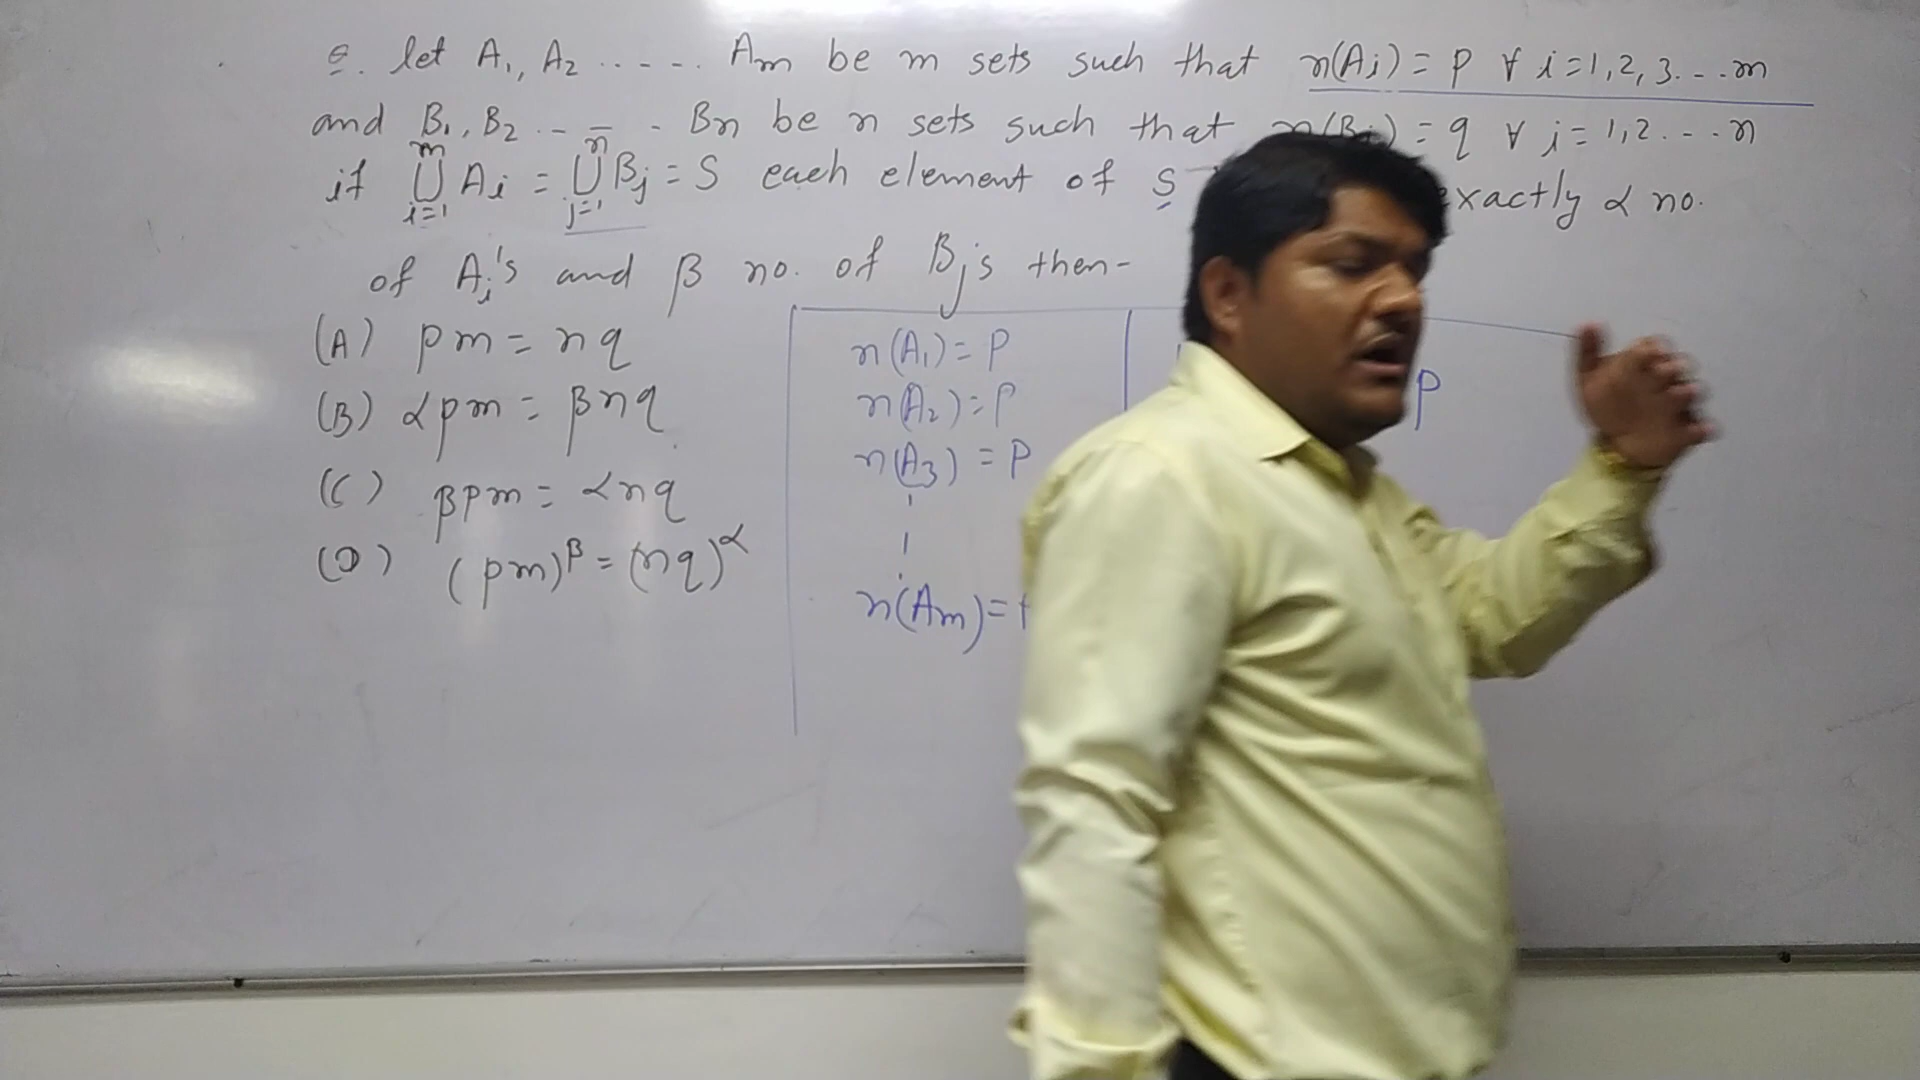 Q. let A₁, A₂ ..... Am be m sets such that n(Ai) = p ∀ i=1,2,3...m
and B₁, B₂ ... - Bn be n sets such that = q ∀ j=1,2....n
if ⋃_{i=1}^{m} Ai = ⋃_{j=1}^{n} Bj = S each element of S exactly α no.
of Ai's and β no. of Bj's then-
(A) pm = nq
(B) αpm = βnq
(C) βpm = αnq
(D) (pm)^β = (nq)^α
n(A₁) = P
n(A₂) = P
n(A₃) = P
n(Am) =
P